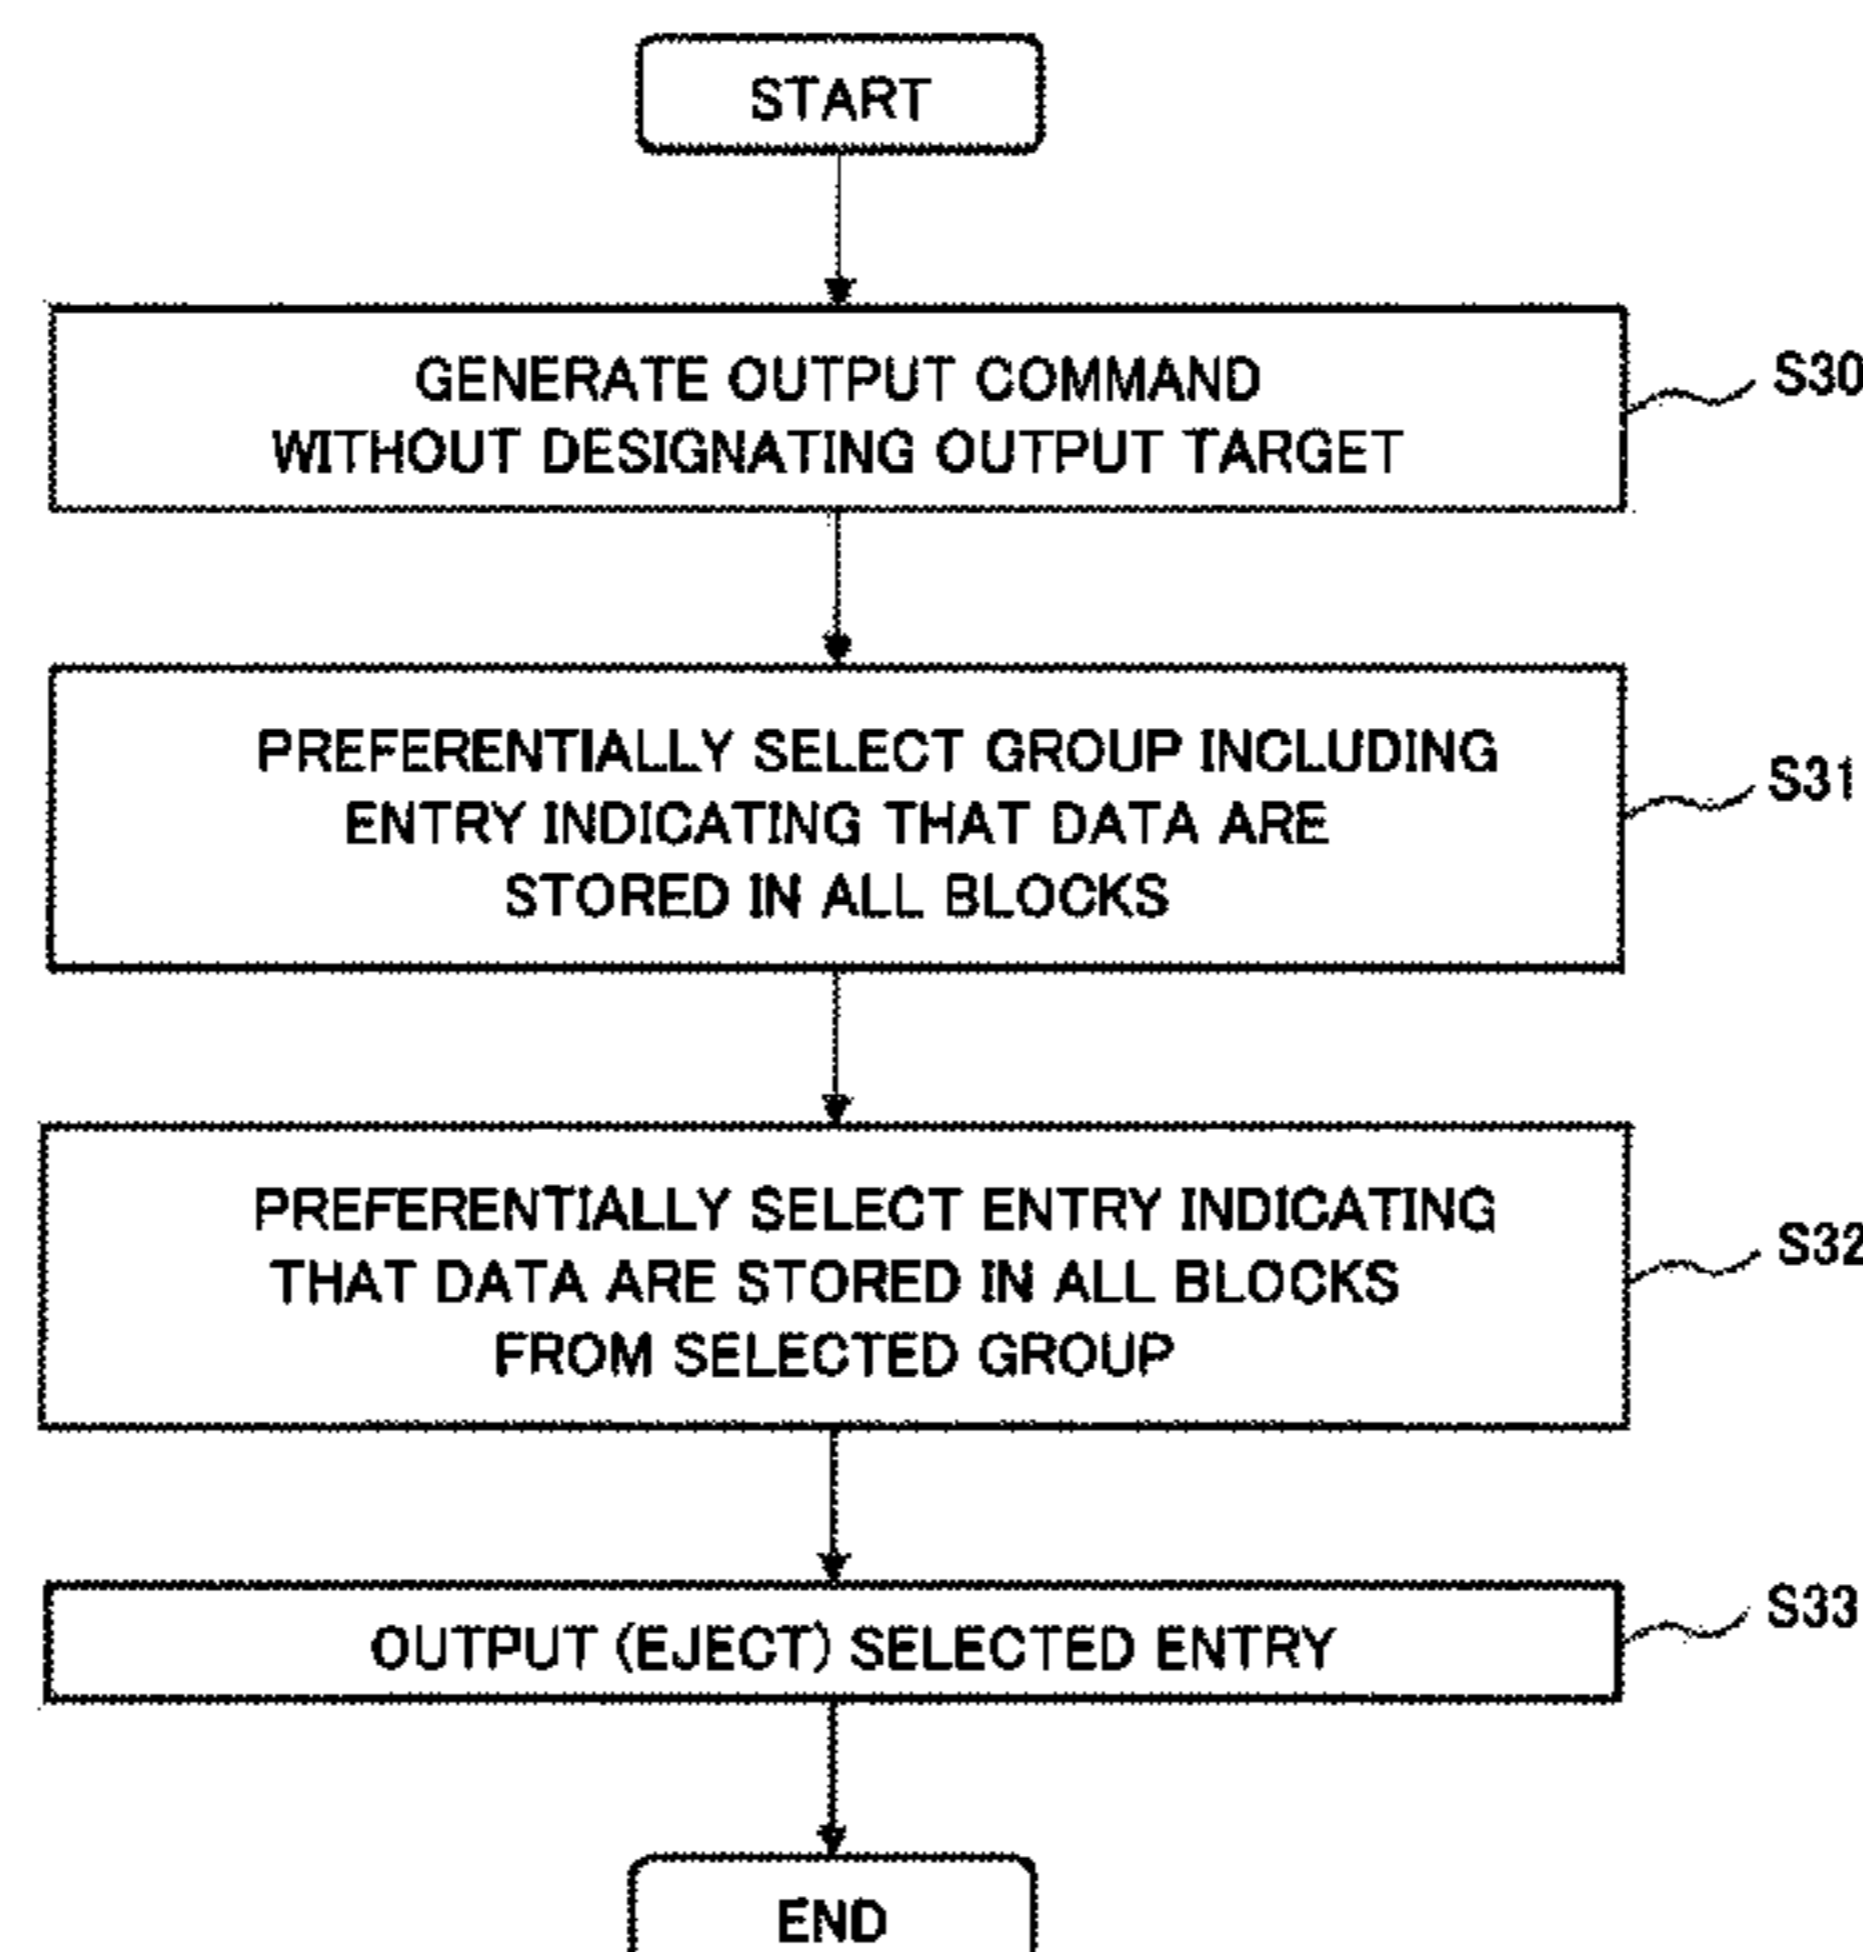 START
GENERATE OUTPUT COMMAND
WITHOUT DESIGNATING OUTPUT TARGET
S30
PREFERENTIALLY SELECT GROUP INCLUDING
ENTRY INDICATING THAT DATA ARE
STORED IN ALL BLOCKS
S31
PREFERENTIALLY SELECT ENTRY INDICATING
THAT DATA ARE STORED IN ALL BLOCKS
FROM SELECTED GROUP
S32
OUTPUT (EJECT) SELECTED ENTRY
S33
END